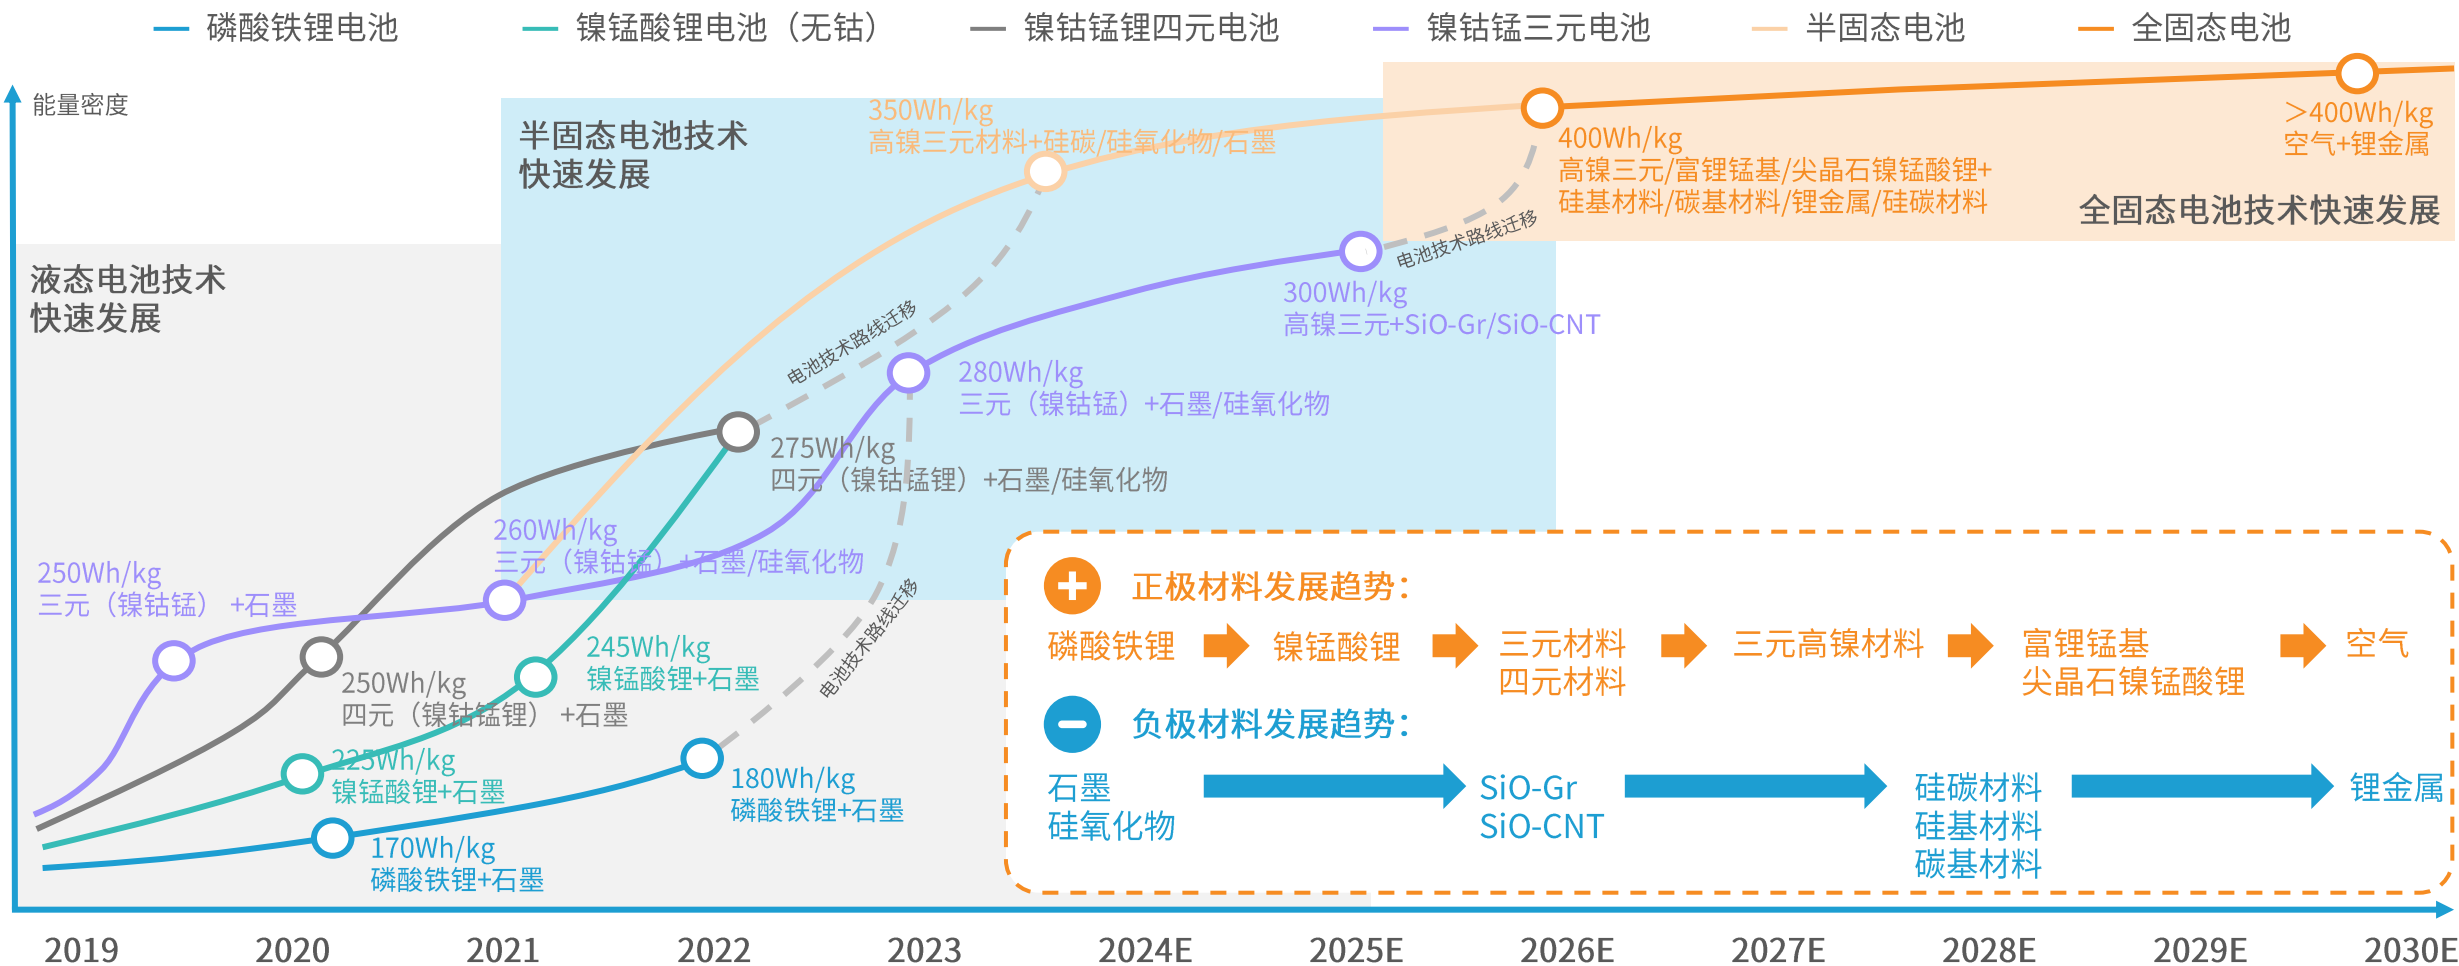 磷酸铁锂电池
镍锰酸锂电池（无钴）
镍钴锰锂四元电池
镍钴锰三元电池
半固态电池
全固态电池
能量密度
半固态电池技术
快速发展
350Wh/kg
高镍三元材料+硅碳/硅氧化物/石墨
400Wh/kg
高镍三元/富锂锰基/尖晶石镍锰酸锂+
硅基材料/碳基材料/锂金属/硅碳材料
＞400Wh/kg
空气+锂金属
全固态电池技术快速发展
液态电池技术
快速发展
电池技术路线迁移
电池技术路线迁移
300Wh/kg
高镍三元+SiO-Gr/SiO-CNT
280Wh/kg
三元（镍钴锰）+石墨/硅氧化物
275Wh/kg
四元（镍钴锰锂）+石墨/硅氧化物
260Wh/kg
三元（镍钴锰）+石墨/硅氧化物
250Wh/kg
三元（镍钴锰） +石墨
电池技术路线迁移
245Wh/kg
镍锰酸锂+石墨
250Wh/kg
四元（镍钴锰锂） +石墨
225Wh/kg
镍锰酸锂+石墨
180Wh/kg
磷酸铁锂+石墨
170Wh/kg
磷酸铁锂+石墨
正极材料发展趋势：
磷酸铁锂
镍锰酸锂
三元材料
四元材料
三元高镍材料
富锂锰基
尖晶石镍锰酸锂
空气
负极材料发展趋势：
石墨
硅氧化物
SiO-Gr
SiO-CNT
硅碳材料
硅基材料
碳基材料
锂金属
2019
2020
2021
2022
2023
2024E
2025E
2026E
2027E
2028E
2029E
2030E